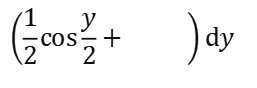 (1/2 cos y/2 + ) dy